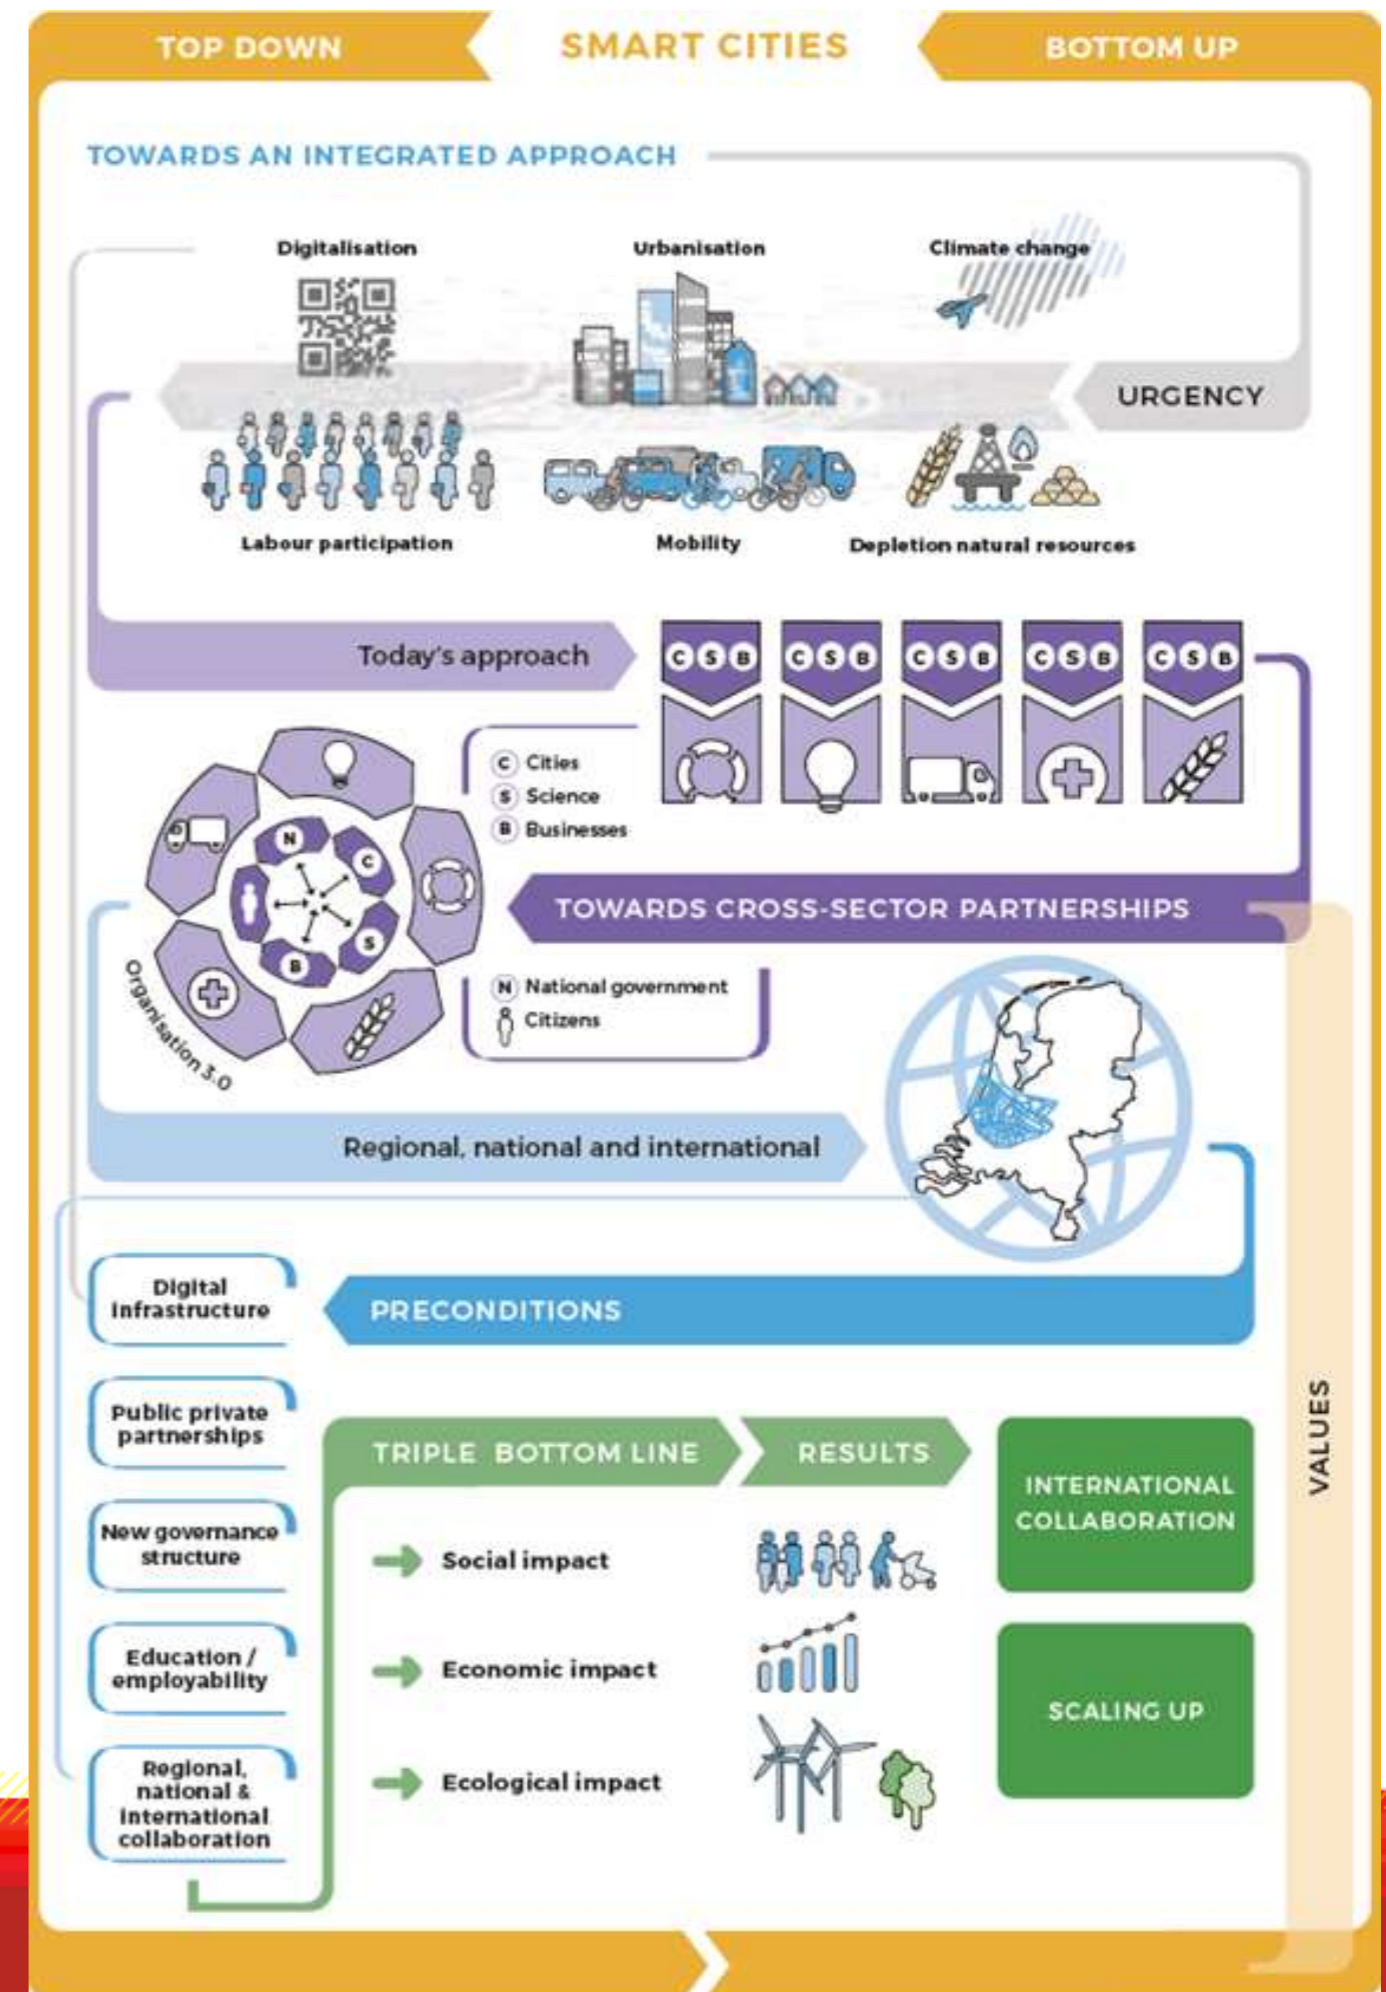 TOP DOWN
SMART CITIES
BOTTOM UP
TOWARDS AN INTEGRATED APPROACH
Digitalisation
Urbanisation
Climate change
URGENCY
Labour participation
Mobility
Depletion natural resources
Today's approach
C S B
C S B
C S B
C S B
C S B
C Cities
S Science
B Businesses
N
C
S
B
Organisation 3.0
TOWARDS CROSS-SECTOR PARTNERSHIPS
N National government
Citizens
Regional, national and international
PRECONDITIONS
Digital
infrastructure
Public private
partnerships
New governance
structure
Education /
employability
Regional,
national &
international
collaboration
TRIPLE BOTTOM LINE
RESULTS
Social impact
Economic impact
Ecological impact
INTERNATIONAL
COLLABORATION
SCALING UP
VALUES